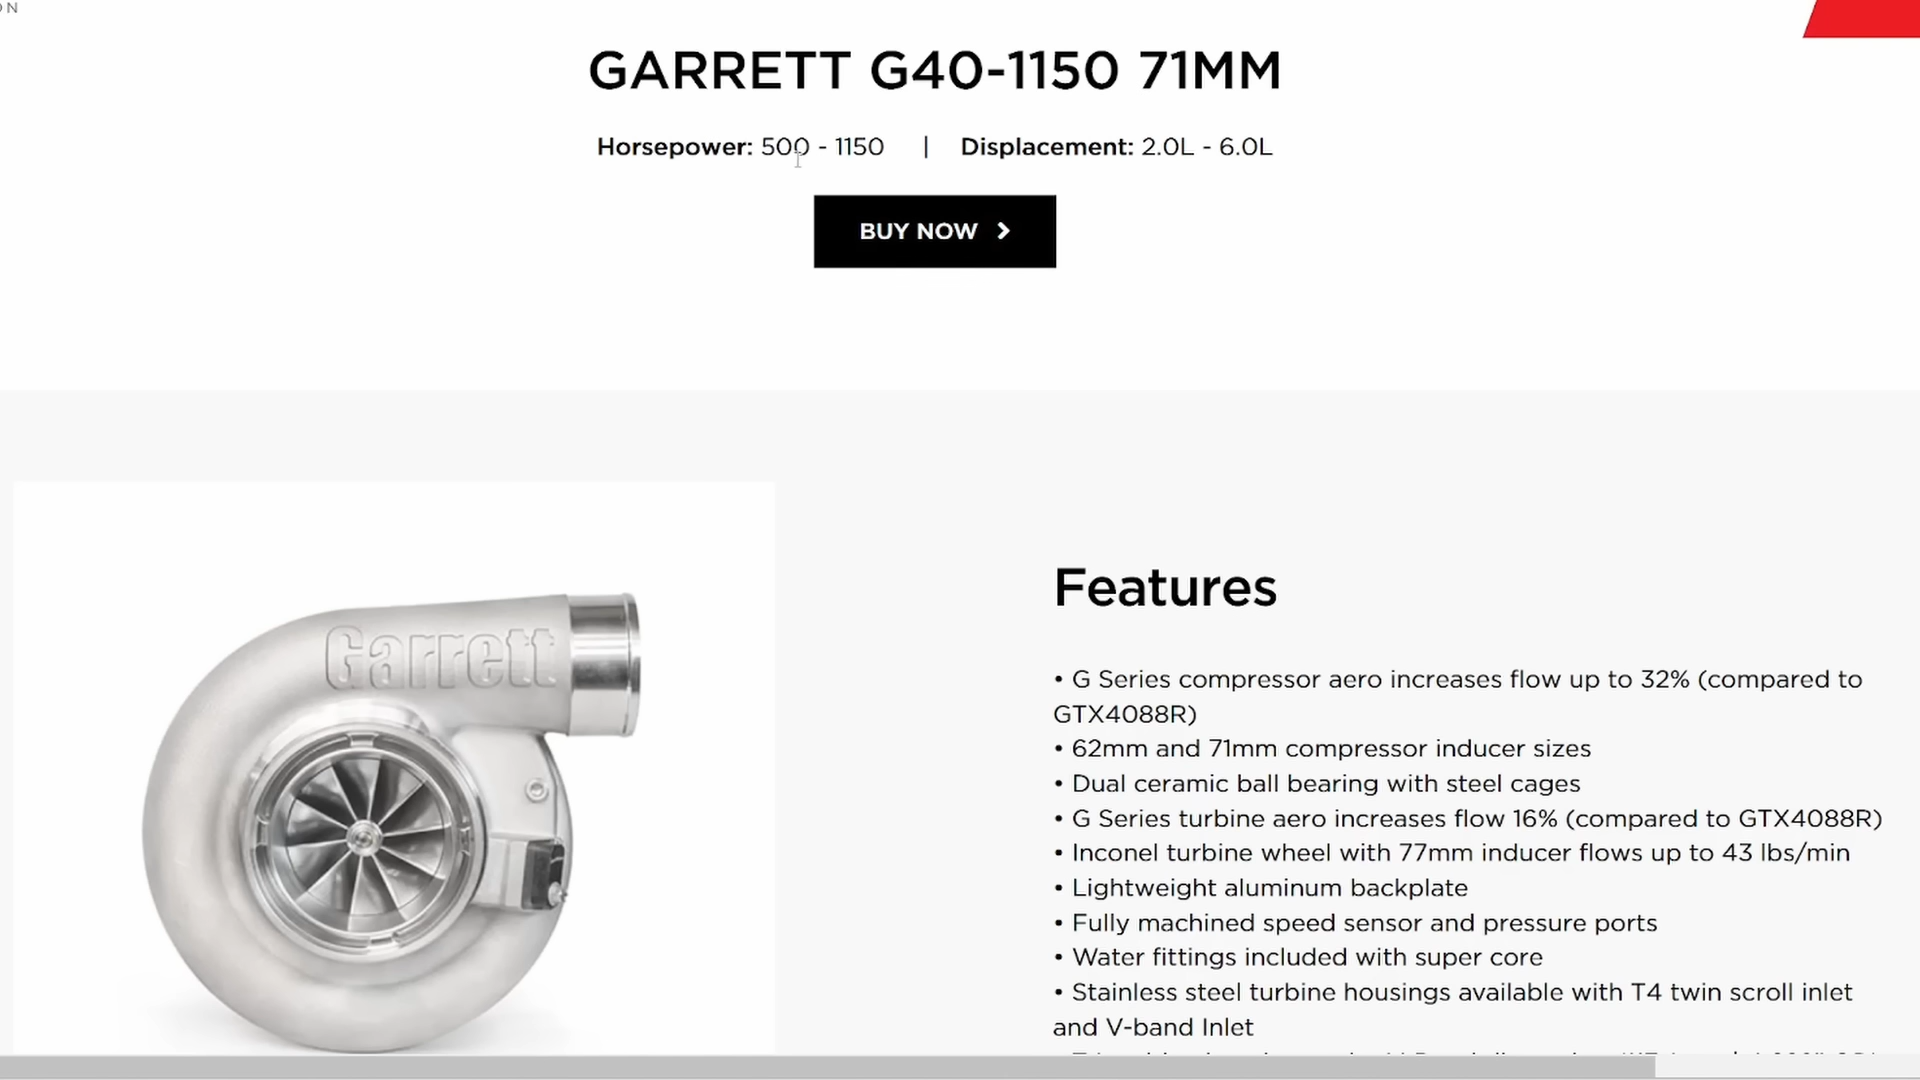 ON
GARRETT G40-1150 71MM
Horsepower: 500 - 1150 | Displacement: 2.0L - 6.0L
BUY NOW
Garrett
Features
• G Series compressor aero increases flow up to 32% (compared to
GTX4088R)
• 62mm and 71mm compressor inducer sizes
• Dual ceramic ball bearing with steel cages
• G Series turbine aero increases flow 16% (compared to GTX4088R)
• Inconel turbine wheel with 77mm inducer flows up to 43 lbs/min
• Lightweight aluminum backplate
• Fully machined speed sensor and pressure ports
• Water fittings included with super core
• Stainless steel turbine housings available with T4 twin scroll inlet
and V-band Inlet